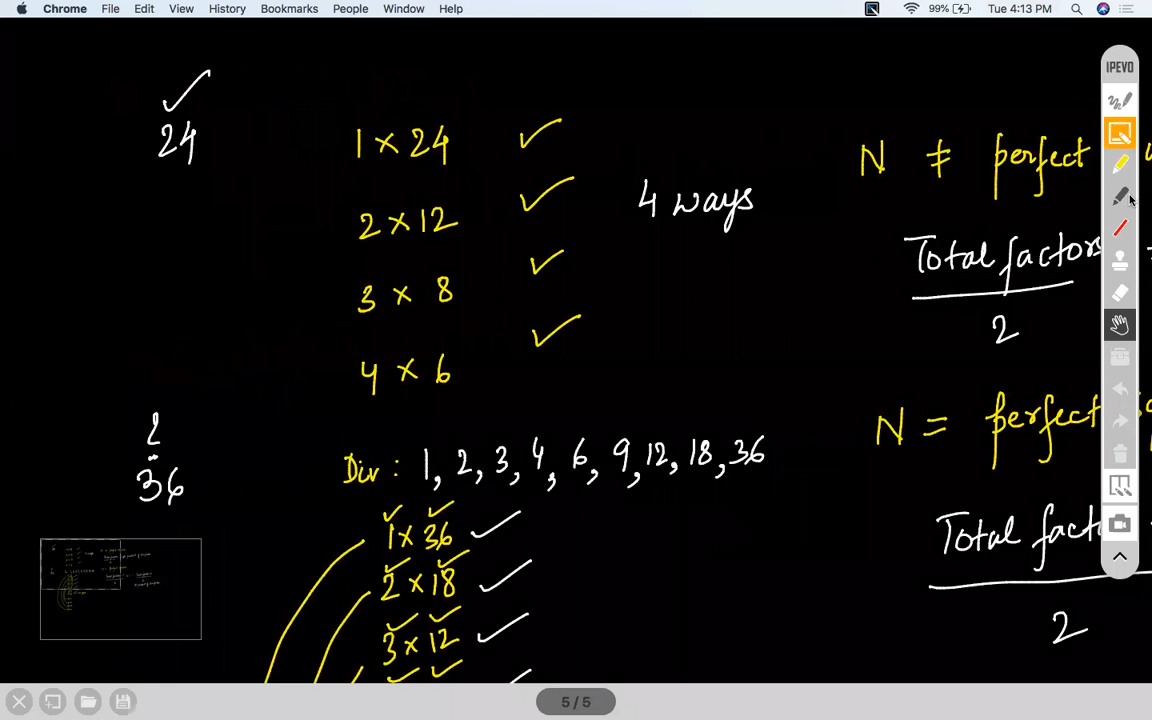 Chrome File Edit View History Bookmarks People Window Help 99% Tue 4:13 PM
IPEVO
24
1 × 24
2 × 12
3 × 8
4 × 6
4 ways
N ≠ perfect
Total factors
2
36
Div : 1, 2, 3, 4, 6, 9, 12, 18, 36
1 × 36
2 × 18
3 × 12
N = perfect
Total fact
2
5 / 5